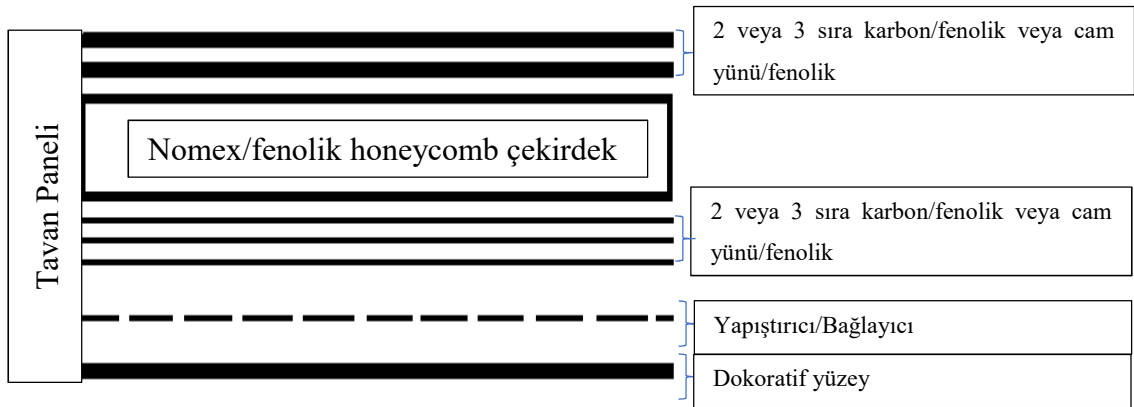 2 veya 3 sıra karbon/fenolik veya cam
yünü/fenolik
Tavan Paneli
Nomex/fenolik honeycomb çekirdek
2 veya 3 sıra karbon/fenolik veya cam
yünü/fenolik
Yapıştırıcı/Bağlayıcı
Dokoratif yüzey